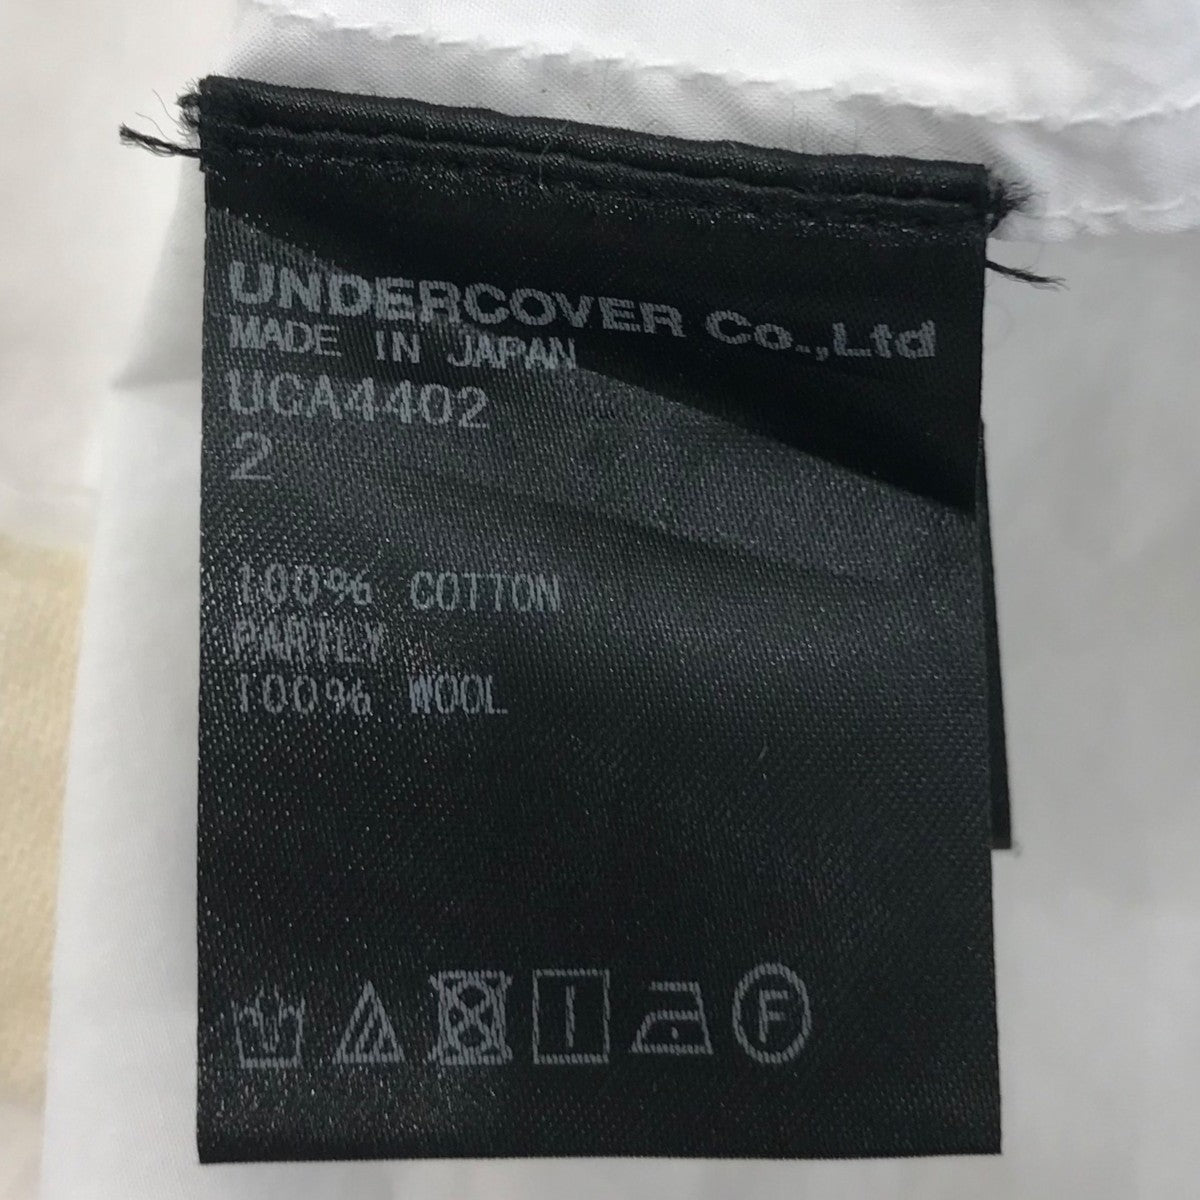 UNDERCOVER Co.,Ltd
MADE IN JAPAN
UCA4402
2
100% COTTON
PARTLY
100% WOOL
F